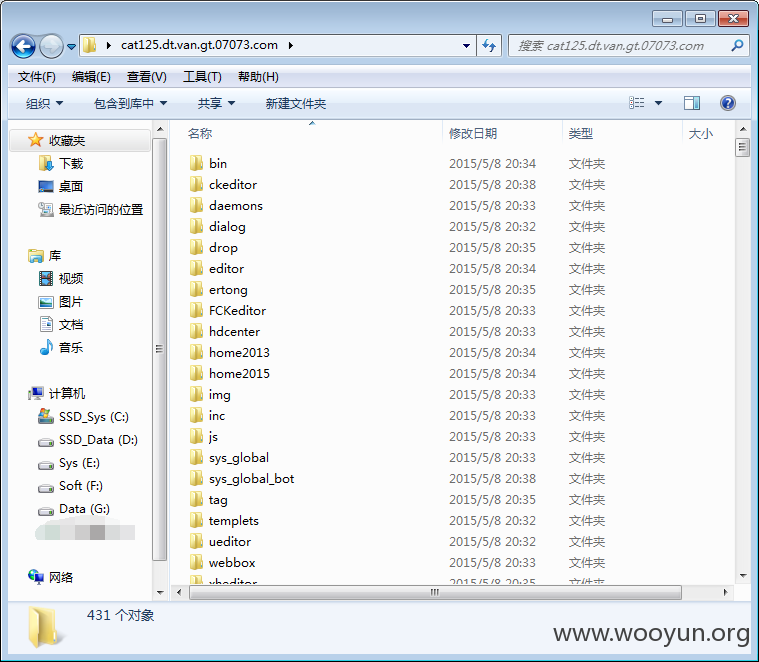 cat125.dt.van.gt.07073.com
搜索 cat125.dt.van.gt.07073.com
文件(F) 编辑(E) 查看(V) 工具(T) 帮助(H)
组织 包含到库中 共享 新建文件夹
名称 修改日期 类型 大小
收藏夹
下载
桌面
最近访问的位置
库
视频
图片
文档
音乐
计算机
SSD_Sys (C:)
SSD_Data (D:)
Sys (E:)
Soft (F:)
Data (G:)
网络
bin 2015/5/8 20:34 文件夹
ckeditor 2015/5/8 20:38 文件夹
daemons 2015/5/8 20:33 文件夹
dialog 2015/5/8 20:32 文件夹
drop 2015/5/8 20:35 文件夹
editor 2015/5/8 20:34 文件夹
ertong 2015/5/8 20:35 文件夹
FCKeditor 2015/5/8 20:33 文件夹
hdcenter 2015/5/8 20:33 文件夹
home2013 2015/5/8 20:34 文件夹
home2015 2015/5/8 20:34 文件夹
img 2015/5/8 20:33 文件夹
inc 2015/5/8 20:33 文件夹
js 2015/5/8 20:33 文件夹
sys_global 2015/5/8 20:33 文件夹
sys_global_bot 2015/5/8 20:38 文件夹
tag 2015/5/8 20:35 文件夹
templets 2015/5/8 20:32 文件夹
ueditor 2015/5/8 20:32 文件夹
webbox 2015/5/8 20:33 文件夹
xheditor 2015/5/8 20:35 文件夹
431 个对象
www.wooyun.org